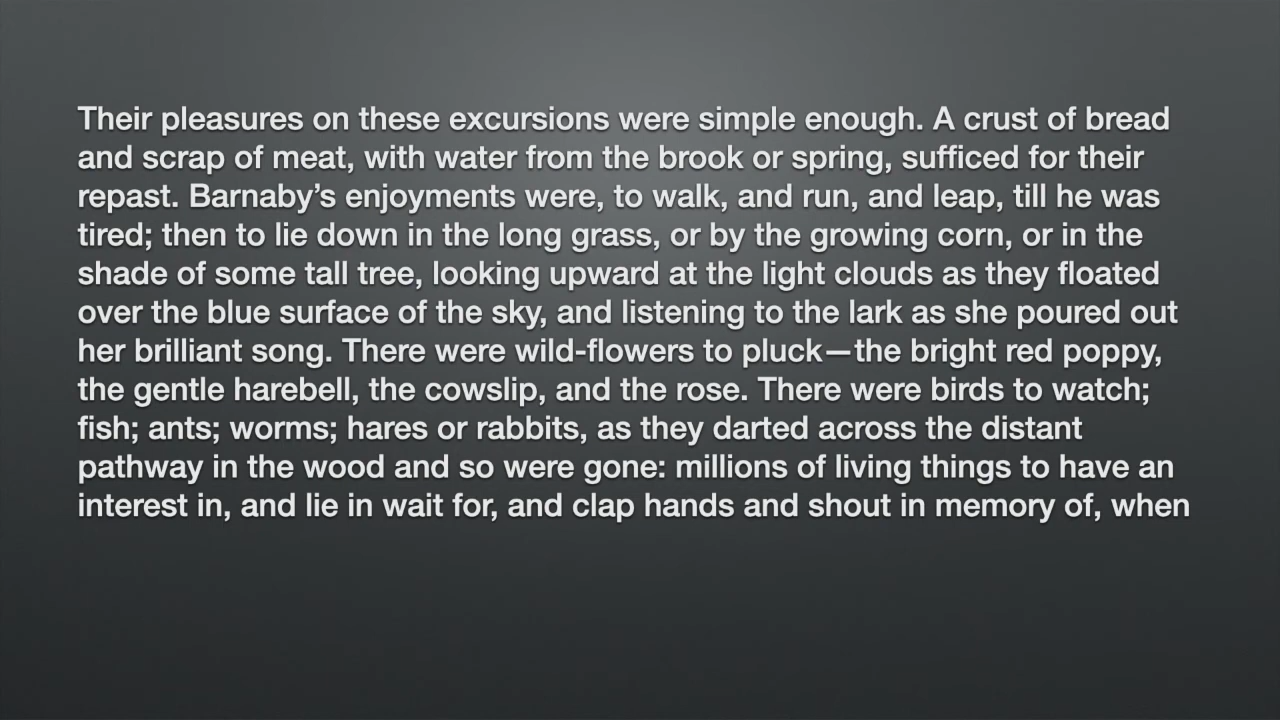 Their pleasures on these excursions were simple enough. A crust of bread
and scrap of meat, with water from the brook or spring, sufficed for their
repast. Barnaby’s enjoyments were, to walk, and run, and leap, till he was
tired; then to lie down in the long grass, or by the growing corn, or in the
shade of some tall tree, looking upward at the light clouds as they floated
over the blue surface of the sky, and listening to the lark as she poured out
her brilliant song. There were wild-flowers to pluck—the bright red poppy,
the gentle harebell, the cowslip, and the rose. There were birds to watch;
fish; ants; worms; hares or rabbits, as they darted across the distant
pathway in the wood and so were gone: millions of living things to have an
interest in, and lie in wait for, and clap hands and shout in memory of, when